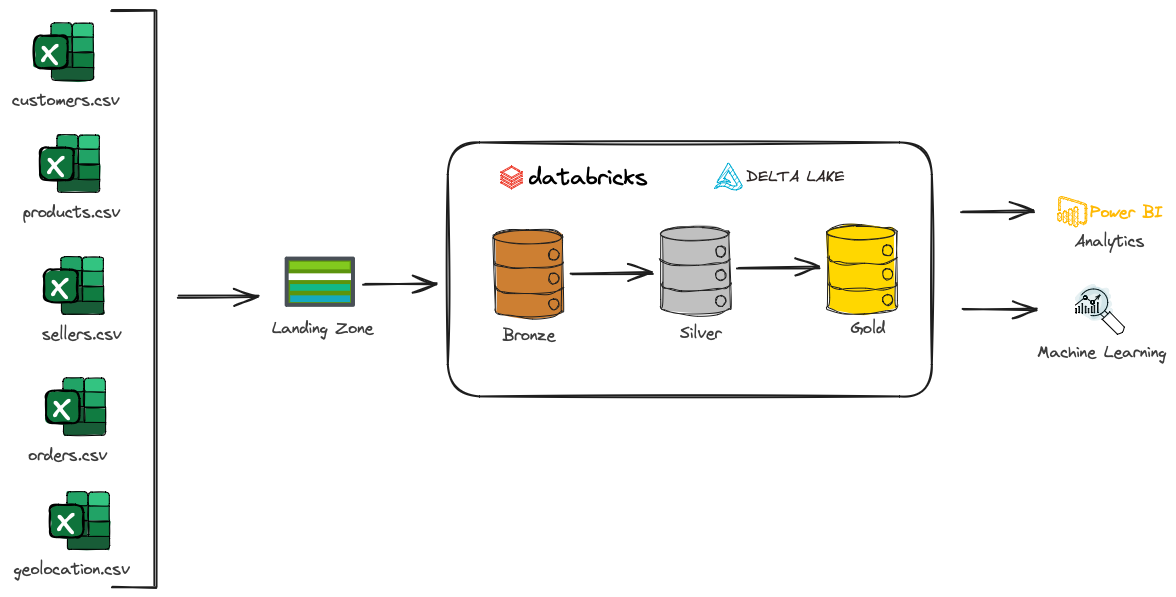 X
customers.csv
X
products.csv
X
sellers.csv
X
orders.csv
X
geolocation.csv
Landing Zone
databricks
DELTA LAKE
Bronze
Silver
Gold
Power BI
Analytics
Machine Learning